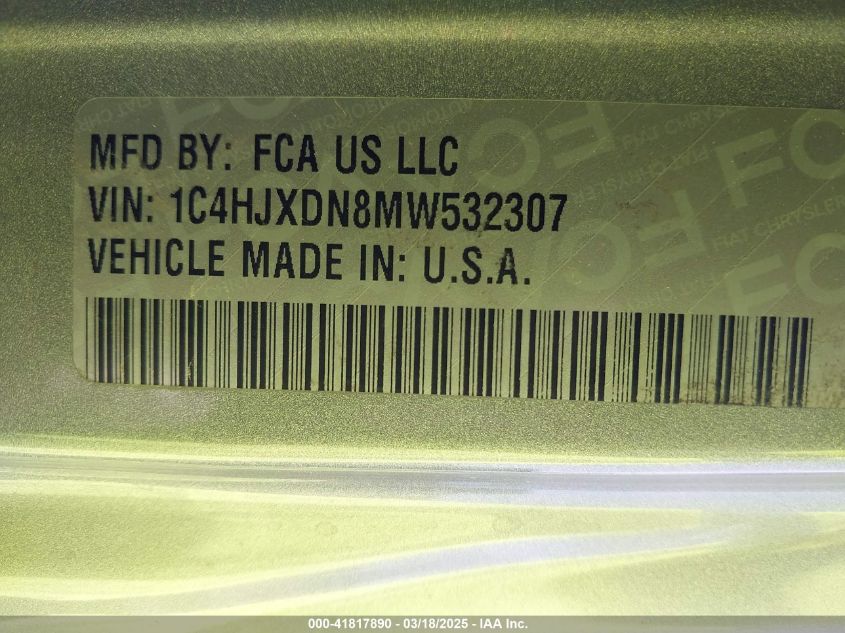 MFD BY: FCA US LLC
VIN: 1C4HJXDN8MW532307
VEHICLE MADE IN: U.S.A.
000-41817890 - 03/18/2025 - IAA Inc.